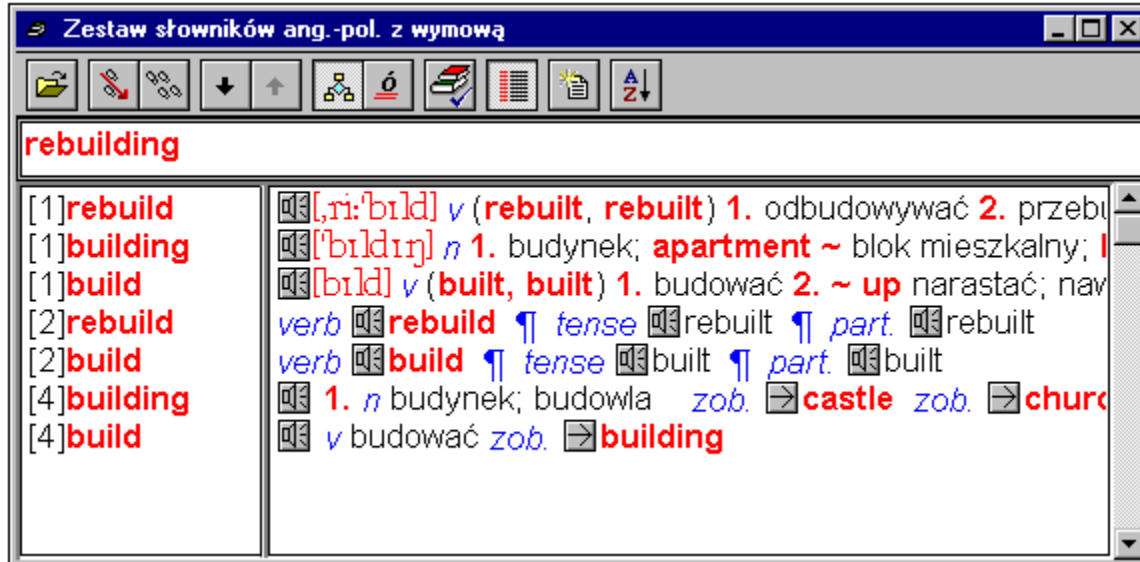 Zestaw słowników ang.-pol. z wymową
rebuilding
[1]rebuild [ˌri:'bɪld] v (rebuilt, rebuilt) 1. odbudowywać 2.
[1]building ['bɪldɪŋ] n 1. budynek; apartment ~ blok mieszkalny;
[1]build [bɪld] v (built, built) 1. budować 2. ~ up narastać;
[2]rebuild verb rebuild ¶ tense rebuilt ¶ part. rebuilt
[2]build verb build ¶ tense built ¶ part. built
[4]building 1. n budynek; budowla zob. castle zob.
[4]build v budować zob. building